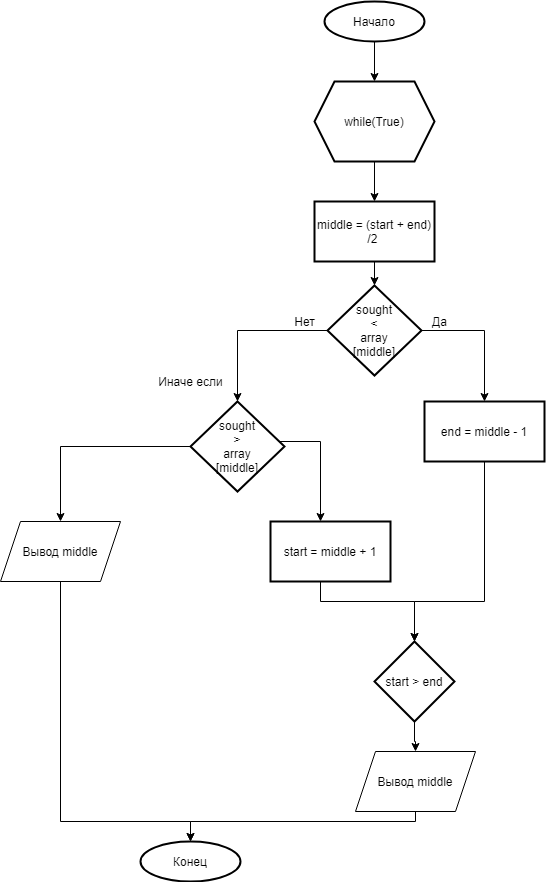 Начало
while(True)
middle = (start + end)
/2
sought
<
array
[middle]
Нет
Да
Иначе если
sought
>
array
[middle]
end = middle - 1
Вывод middle
start = middle + 1
start > end
Вывод middle
Конец